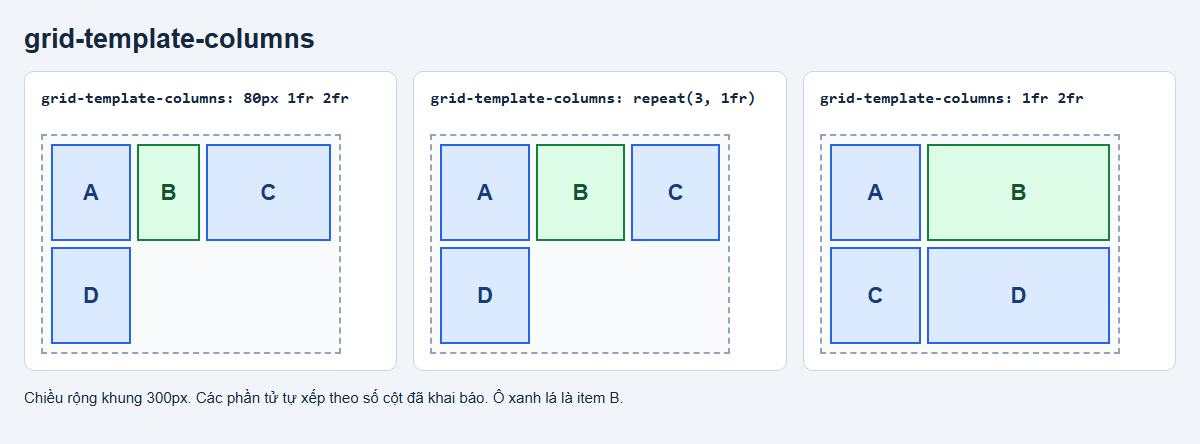 grid-template-columns
grid-template-columns: 80px 1fr 2fr
A B C
D
grid-template-columns: repeat(3, 1fr)
A B C
D
grid-template-columns: 1fr 2fr
A B
C D
Chiều rộng khung 300px. Các phần tử tự xếp theo số cột đã khai báo. Ô xanh lá là item B.